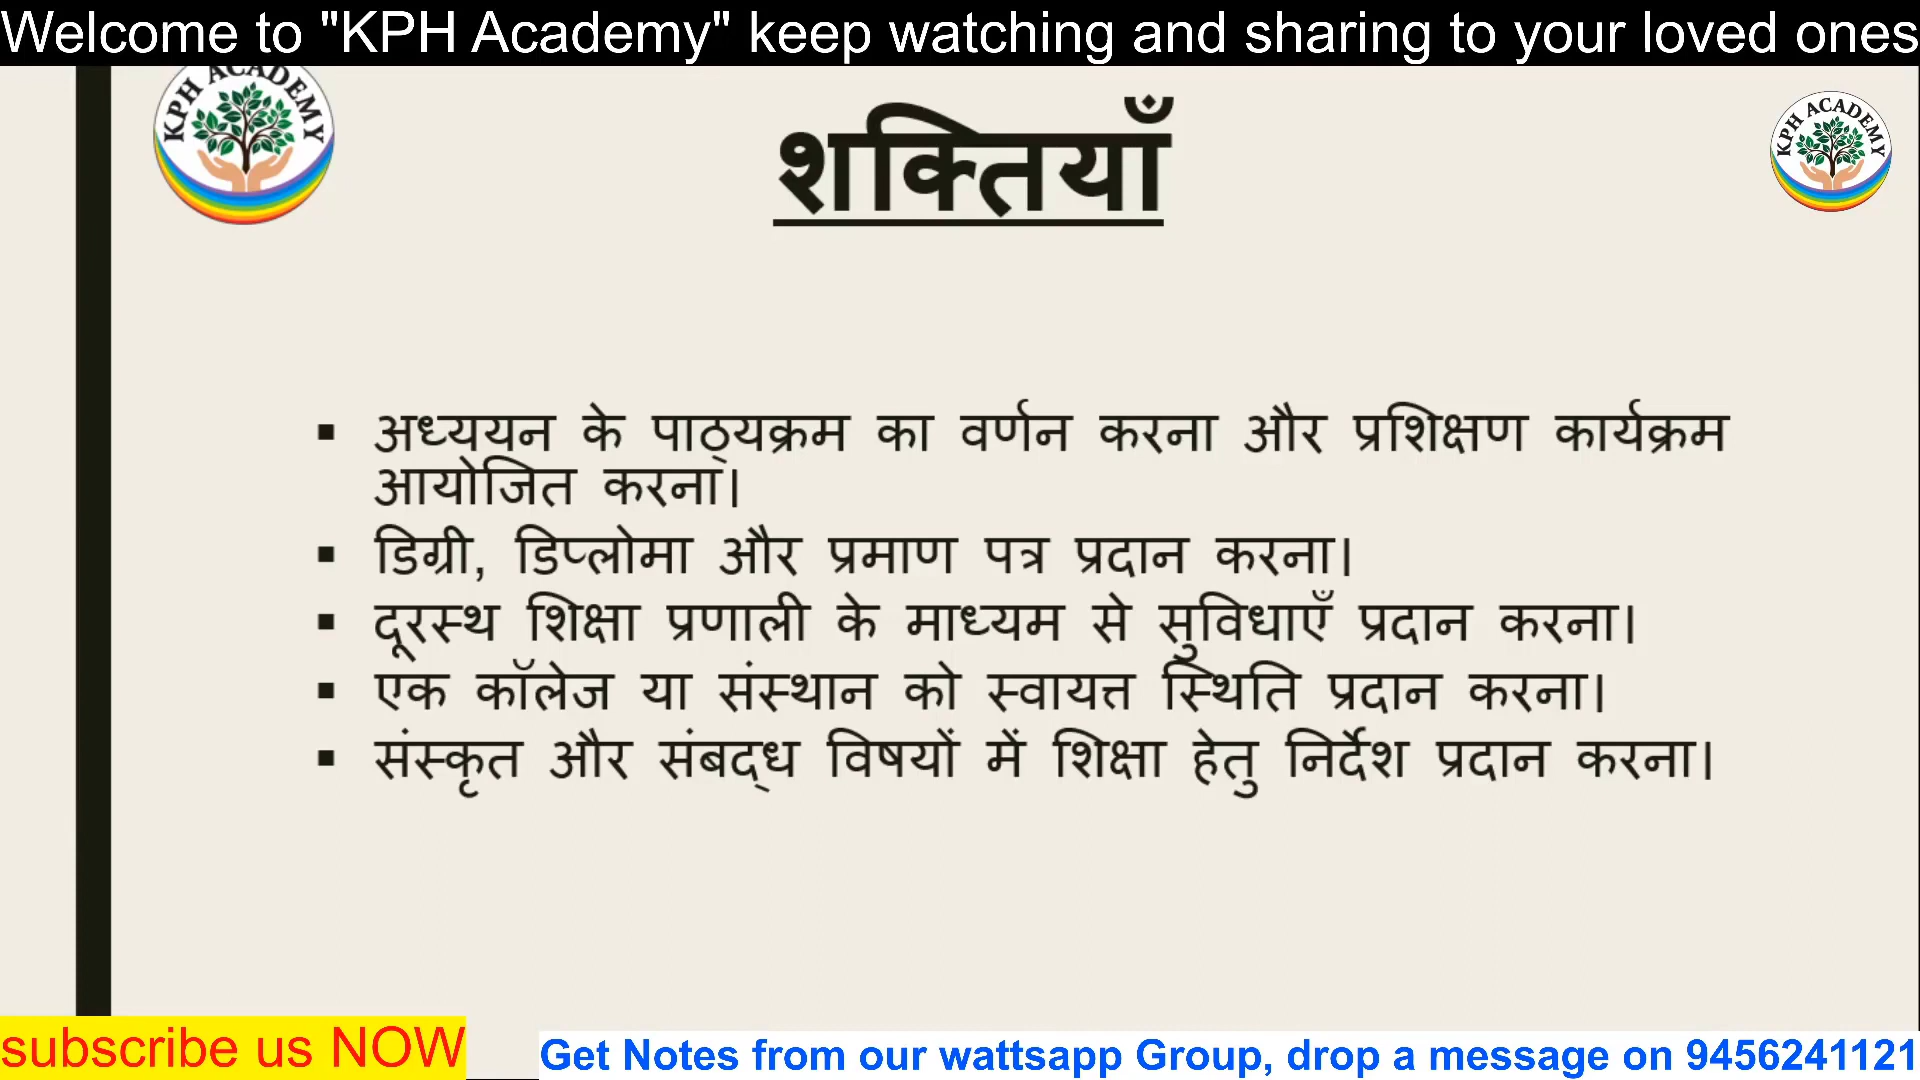 Welcome to "KPH Academy" keep watching and sharing to your loved ones
KPH ACADEMY
KPH ACADEMY
शक्तियाँ
▪ अध्ययन के पाठ्यक्रम का वर्णन करना और प्रशिक्षण कार्यक्रम
आयोजित करना।
▪ डिग्री, डिप्लोमा और प्रमाण पत्र प्रदान करना।
▪ दूरस्थ शिक्षा प्रणाली के माध्यम से सुविधाएँ प्रदान करना।
▪ एक कॉलेज या संस्थान को स्वायत्त स्थिति प्रदान करना।
▪ संस्कृत और संबद्ध विषयों में शिक्षा हेतु निर्देश प्रदान करना।
subscribe us NOW
Get Notes from our wattsapp Group, drop a message on 9456241121